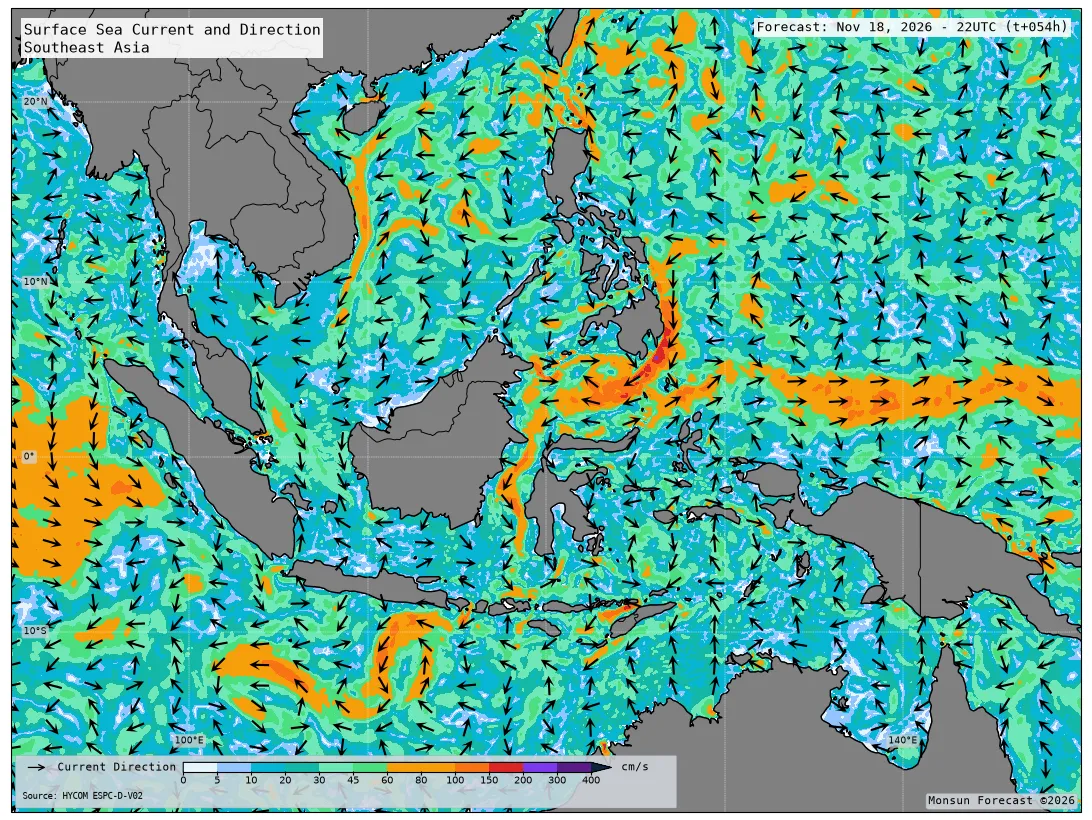 Surface Sea Current and Direction
Southeast Asia
Forecast: Nov 18, 2026 - 22UTC (t+054h)
20°N
10°N
0°
10°S
100°E
140°E
Current Direction
0 5 10 20 30 45 60 80 100 150 200 300 400
cm/s
Source: HYCOM ESPC-D-V02
Monsun Forecast ©2026